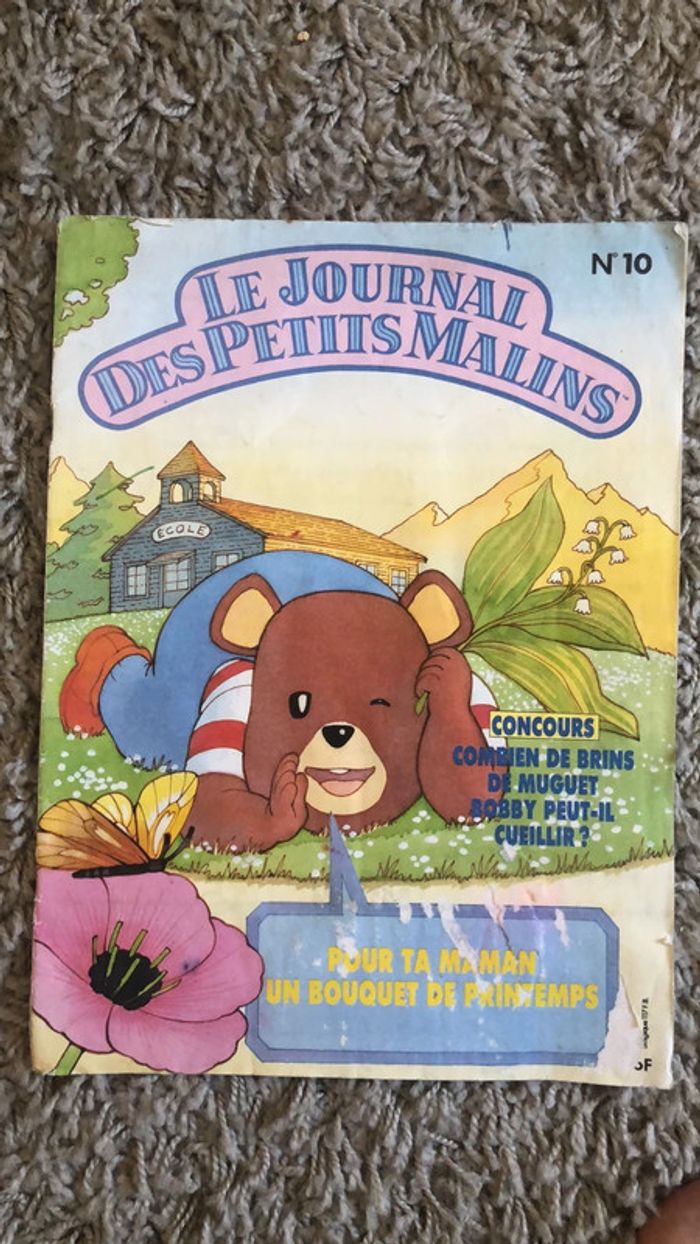 N° 10
LE JOURNAL
DES PETITS MALINS
ECOLE
CONCOURS
COMBIEN DE BRINS
DE MUGUET
BOBBY PEUT-IL
CUEILLIR ?
POUR TA MAMAN
UN BOUQUET DE PRINTEMPS